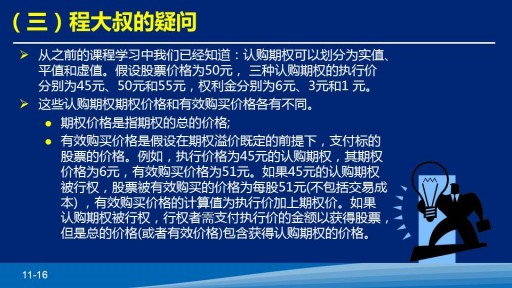 （三）程大叔的疑问
从之前的课程学习中我们已经知道：认购期权可以划分为实值、
平值和虚值。假设股票价格为50元， 三种认购期权的执行价
分别为45元、50元和55元，权利金分别为6元、3元和1 元。
这些认购期权期权价格和有效购买价格各有不同。
期权价格是指期权的总的价格;
有效购买价格是假设在期权溢价既定的前提下，支付标的
股票的价格。例如，执行价格为45元的认购期权，其期权
价格为6元，有效购买价格为51元。如果45元的认购期权
被行权，股票被有效购买的价格为每股51元(不包括交易成
本) ，有效购买价格的计算值为执行价加上期权价。如果
认购期权被行权，行权者需支付执行价的金额以获得股票，
但是总的价格(或者有效价格)包含获得认购期权的价格。
11-16